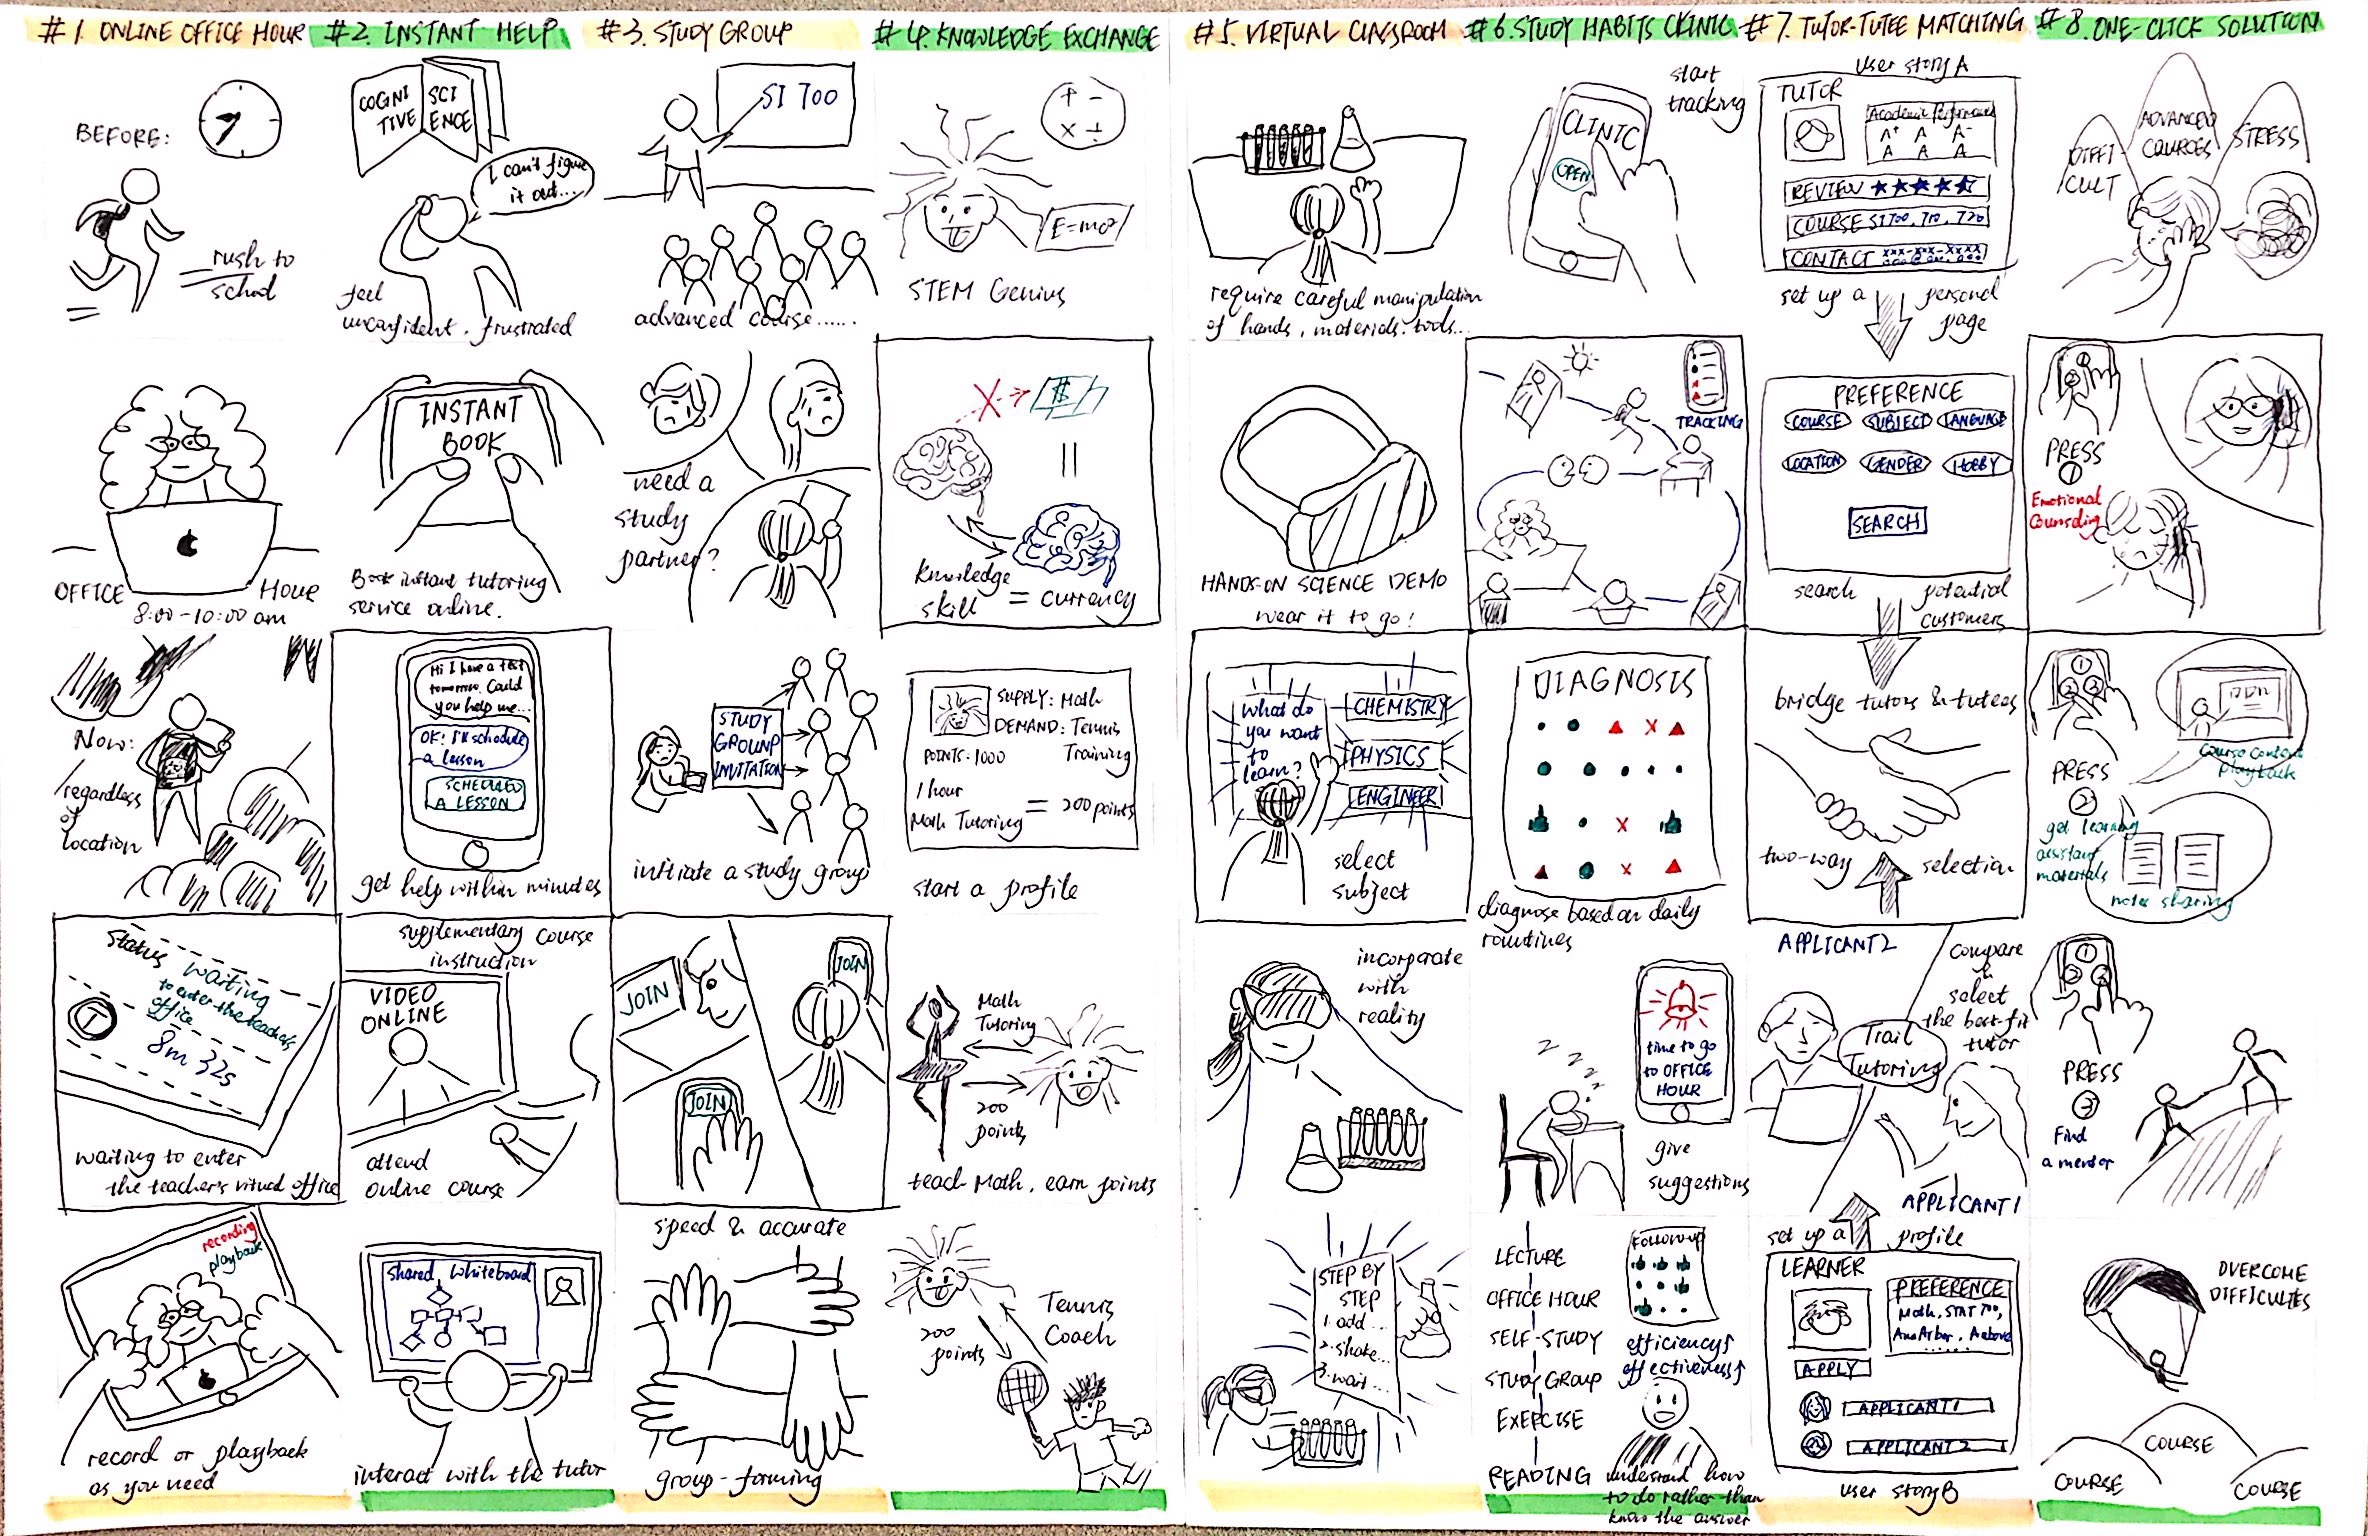 #1. ONLINE OFFICE HOUR
BEFORE:
rush to
school
OFFICE HOUR
8:00-10:00 am
Now:
regardless
of
location
Status
waiting
to enter the teacher's
office
8m 32s
waiting to enter
the teacher's virtual office
recording
playback
record or playback
as you need
#2. INSTANT HELP
COGNI
TIVE
SCI
ENCE
I can't figure
it out...
feel
unconfident. frustrated
INSTANT
BOOK
Book instant tutoring
service online.
Hi I have a test
tomorrow. Could
you help me...
OK! I'll schedule
a lesson
SCHEDULED
A LESSON
get help within minutes
supplementary course
instruction
VIDEO
ONLINE
attend
online course
shared whiteboard
interact with the tutor
#3. STUDY GROUP
SI 700
advanced course......
need a
study
partner?
STUDY
GROUNP
INVITATION
initiate a study group
JOIN
JOIN
JOIN
speed & accurate
group-forming
#4. KNOWLEDGE EXCHANGE
+ -
× ÷
E=mc²
STEM Genius
X
$
=
knowledge
skill = currency
SUPPLY: Math
DEMAND: Tennis
Training
POINTS: 1000
1 hour
Math Tutoring = 200 points
start a profile
Math
Tutoring
200
points
teach Math, earn points
200
points
Tennis
Coach
#5. VIRTUAL CLASSROOM
require careful manipulation
of hands, materials, tools...
HANDS-ON SCIENCE DEMO
wear it to go!
What do
you want
to
learn?
CHEMISTRY
PHYSICS
ENGINEER
select
subject
incorporate
with
reality
STEP BY
STEP
1. add...
2. shake...
3. wait...
#6. STUDY HABITS CLINIC
start
tracking
CLINIC
OPEN
TRACKING
DIAGNOSIS
diagnose based on daily
routines
z z z z z
time to go
to OFFICE
HOUR
give
suggestions
LECTURE
OFFICE HOUR
SELF-STUDY
STUDY GROUP
EXERCISE
READING
Follow-up
efficiency↑
effectiveness↑
understand how
to do rather than
know the answer
#7. TUTOR-TUTEE MATCHING
user story A
TUTOR
Academic Performance
A+ A A-
A A A
REVIEW ★★★★★
COURSE SI 700, 710, 720
CONTACT xxx-xxx-xxxx
set up a personal
page
PREFERENCE
COURSE SUBJECT LANGUAGE
LOCATION GENDER HOBBY
SEARCH
search potential
customers
bridge tutors & tutees
two-way selection
APPLICANT 2
compare
&
select
the best-fit
tutor
Trail
Tutoring
APPLICANT 1
set up a profile
LEARNER
PREFERENCE
Math, STAT 700,
Ann Arbor, A above
......
APPLY
APPLICANT 1
APPLICANT 2
user story B
#8. ONE-CLICK SOLUTION
DIFFI-
CULT
ADVANCED
COURCES
STRESS
PRESS
①
Emotional
Counseling
PRESS
②
get learning
assistant
materials
course content
playback
notes sharing
PRESS
③
Find
a mentor
OVERCOME
DIFFICULTIES
COURSE
COURSE
COURSE